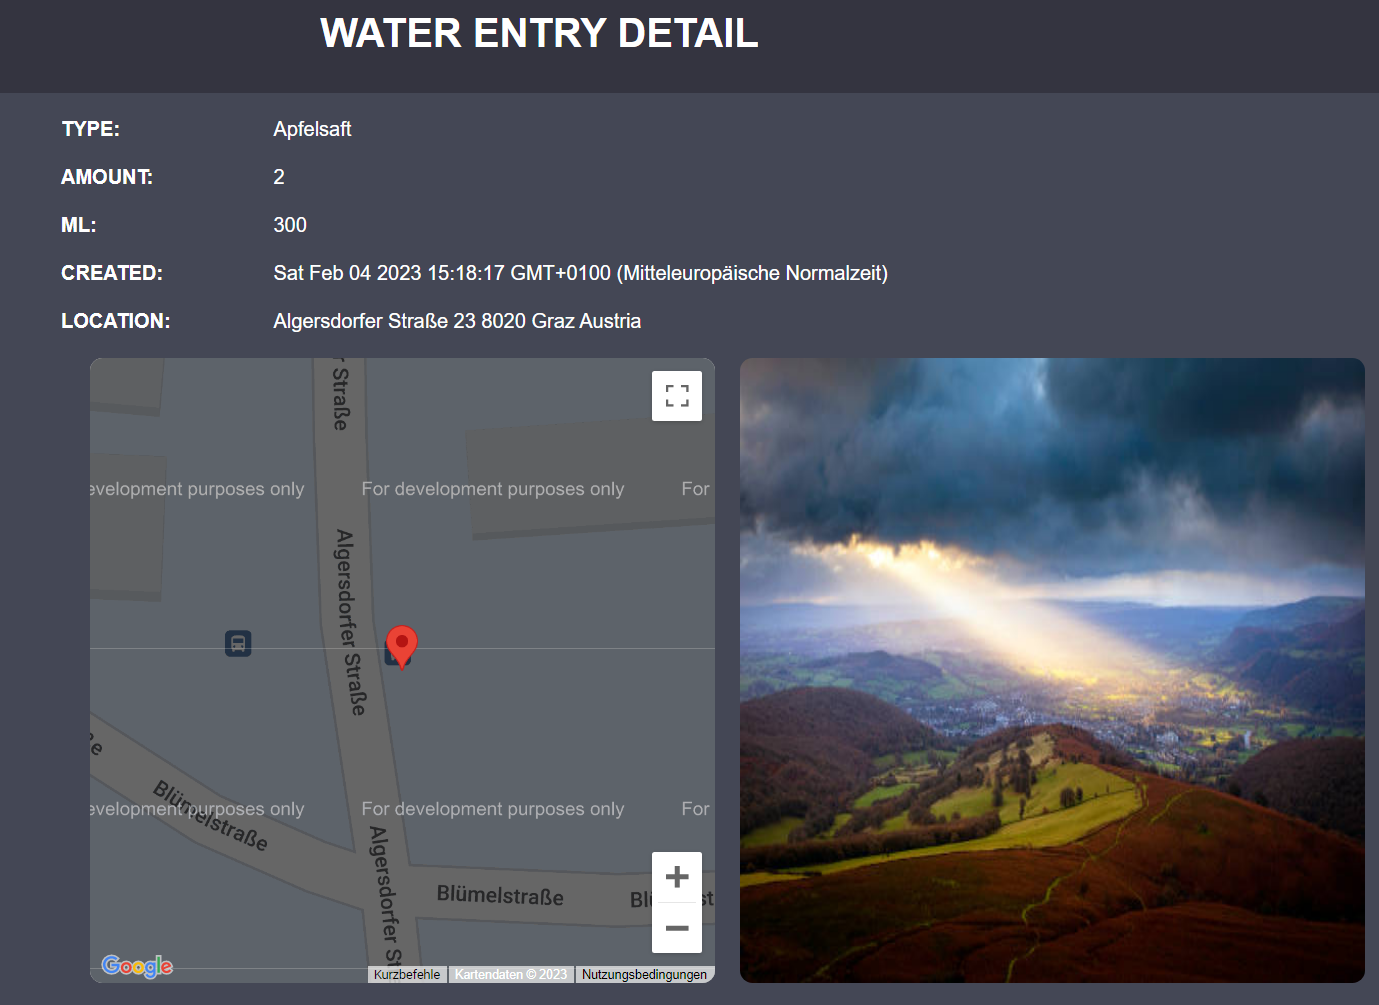 WATER ENTRY DETAIL
TYPE: Apfelsaft
AMOUNT: 2
ML: 300
CREATED: Sat Feb 04 2023 15:18:17 GMT+0100 (Mitteleuropäische Normalzeit)
LOCATION: Algersdorfer Straße 23 8020 Graz Austria
r Straße
evelopment purposes only For development purposes only For
Algersdorfer Straße
ße
Blümelstraße
evelopment purposes only For development purposes only For
Algersdorfer St
Blümelstraße
Bl
st
Google
Kurzbefehle Kartendaten © 2023 Nutzungsbedingungen